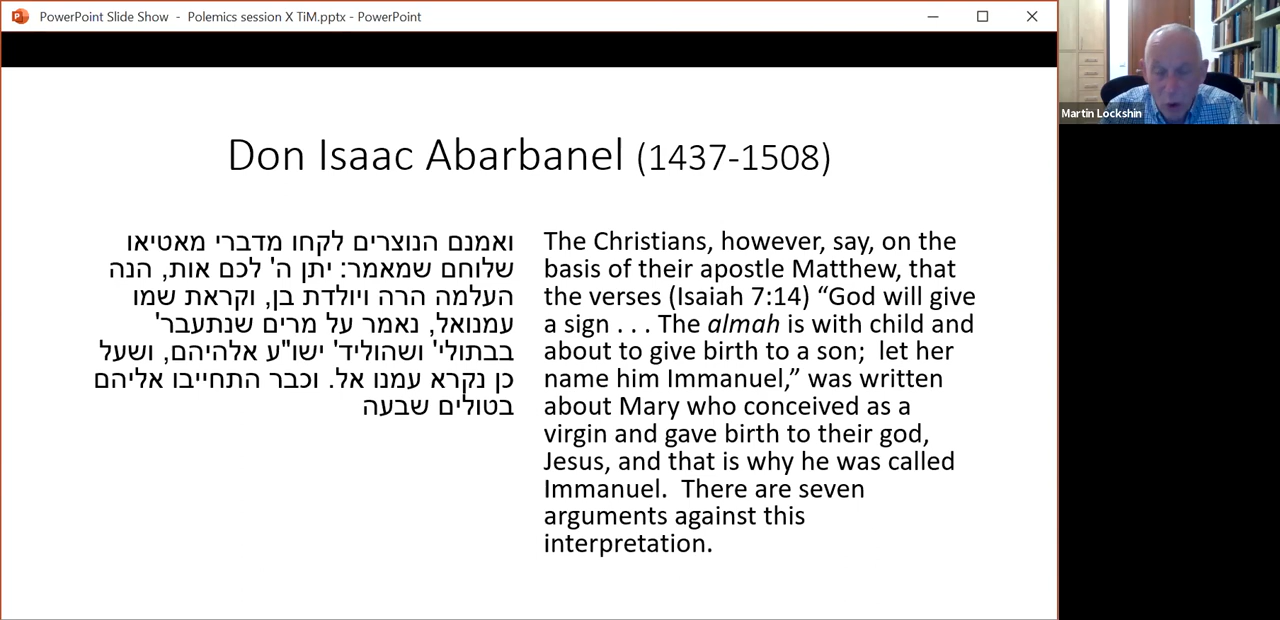 PowerPoint Slide Show - Polemics session X TiM.pptx - PowerPoint
Martin Lockshin
Don Isaac Abarbanel (1437-1508)
ואמנם הנוצרים לקחו מדברי מאטיאו
שלוחם שמאמר: יתן ה' לכם אות, הנה
העלמה הרה ויולדת בן, וקראת שמו
עמנואל, נאמר על מרים שנתעבר'
בבתולי' ושהוליד' ישו"ע אלהיהם, ושעל
כן נקרא עמנו אל. וכבר התחייבו אליהם
בטולים שבעה
The Christians, however, say, on the
basis of their apostle Matthew, that
the verses (Isaiah 7:14) “God will give
a sign . . . The almah is with child and
about to give birth to a son;  let her
name him Immanuel,” was written
about Mary who conceived as a
virgin and gave birth to their god,
Jesus, and that is why he was called
Immanuel.  There are seven
arguments against this
interpretation.